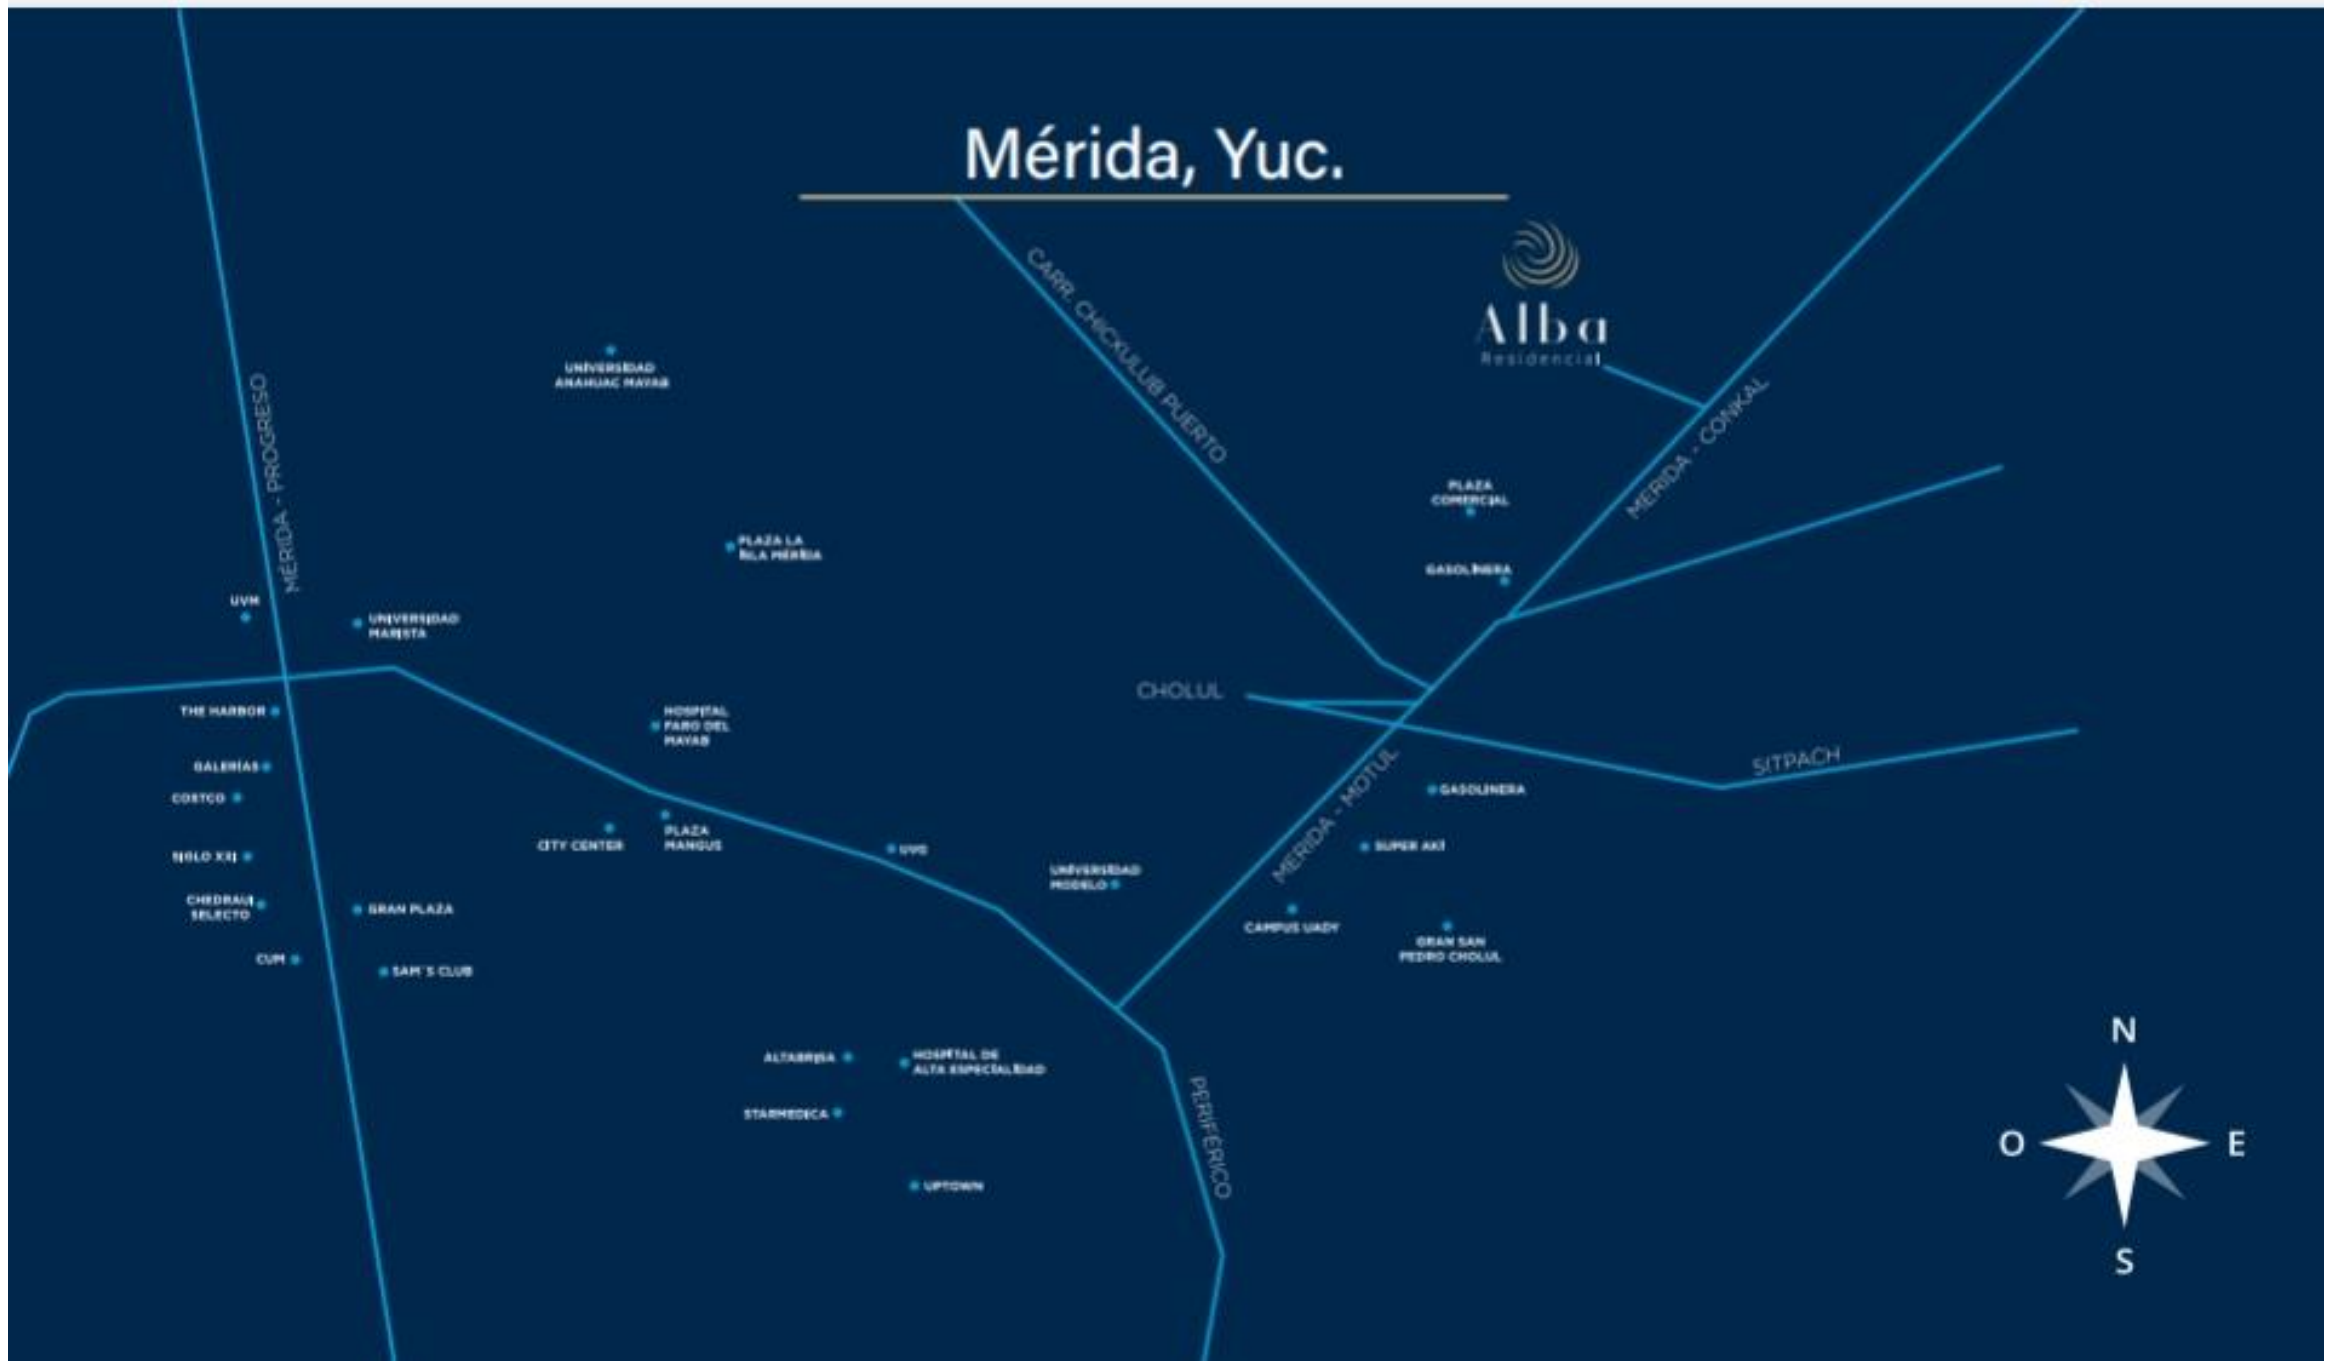 Mérida, Yuc.
CARR. CHICXULUB PUERTO
Alba
Residencial
MÉRIDA - PROGRESO
UNIVERSIDAD
ANAHUAC MAYAB
MERIDA - CONKAL
PLAZA
COMERCIAL
PLAZA LA
ISLA MÉRIDA
GASOLINERA
UVM
UNIVERSIDAD
MARISTA
CHOLUL
THE HARBOR
HOSPITAL
FARO DEL
MAYAB
SITPACH
GALERÍAS
COSTCO
GASOLINERA
MERIDA - MOTUL
CITY CENTER
PLAZA
MANGUS
UVG
SUPER AKÍ
SIGLO XXI
UNIVERSIDAD
MODELO
CHEDRAUI
SELECTO
GRAN PLAZA
CAMPUS UADY
GRAN SAN
PEDRO CHOLUL
CUM
SAM'S CLUB
ALTABRISA
HOSPITAL DE
ALTA ESPECIALIDAD
STARMEDICA
PERIFÉRICO
UPTOWN
N
O
E
S